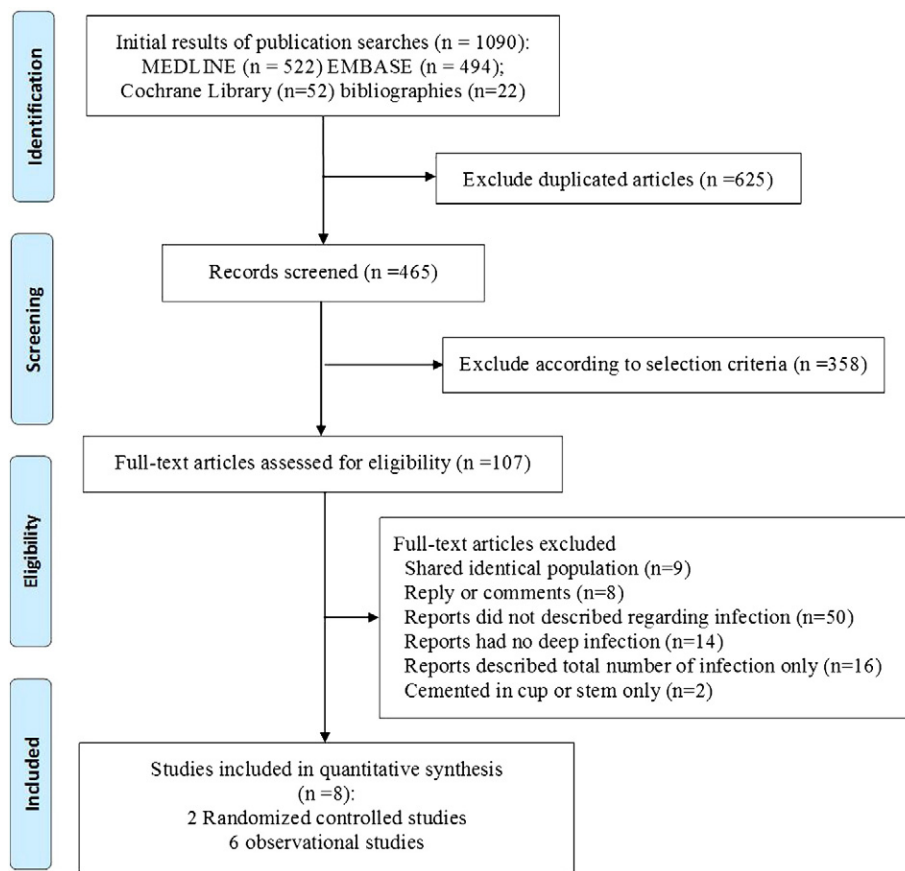 Identification
Initial results of publication searches (n = 1090):
MEDLINE (n = 522) EMBASE (n = 494);
Cochrane Library (n=52) bibliographies (n=22)
Exclude duplicated articles (n =625)
Screening
Records screened (n =465)
Exclude according to selection criteria (n =358)
Eligibility
Full-text articles assessed for eligibility (n =107)
Full-text articles excluded
Shared identical population (n=9)
Reply or comments (n=8)
Reports did not described regarding infection (n=50)
Reports had no deep infection (n=14)
Reports described total number of infection only (n=16)
Cemented in cup or stem only (n=2)
Included
Studies included in quantitative synthesis
(n =8):
2 Randomized controlled studies
6 observational studies